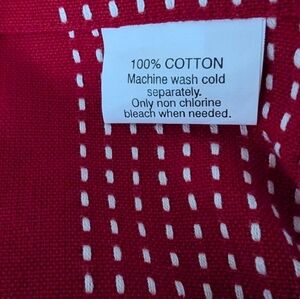 100% COTTON
Machine wash cold
separately.
Only non chlorine
bleach when needed.